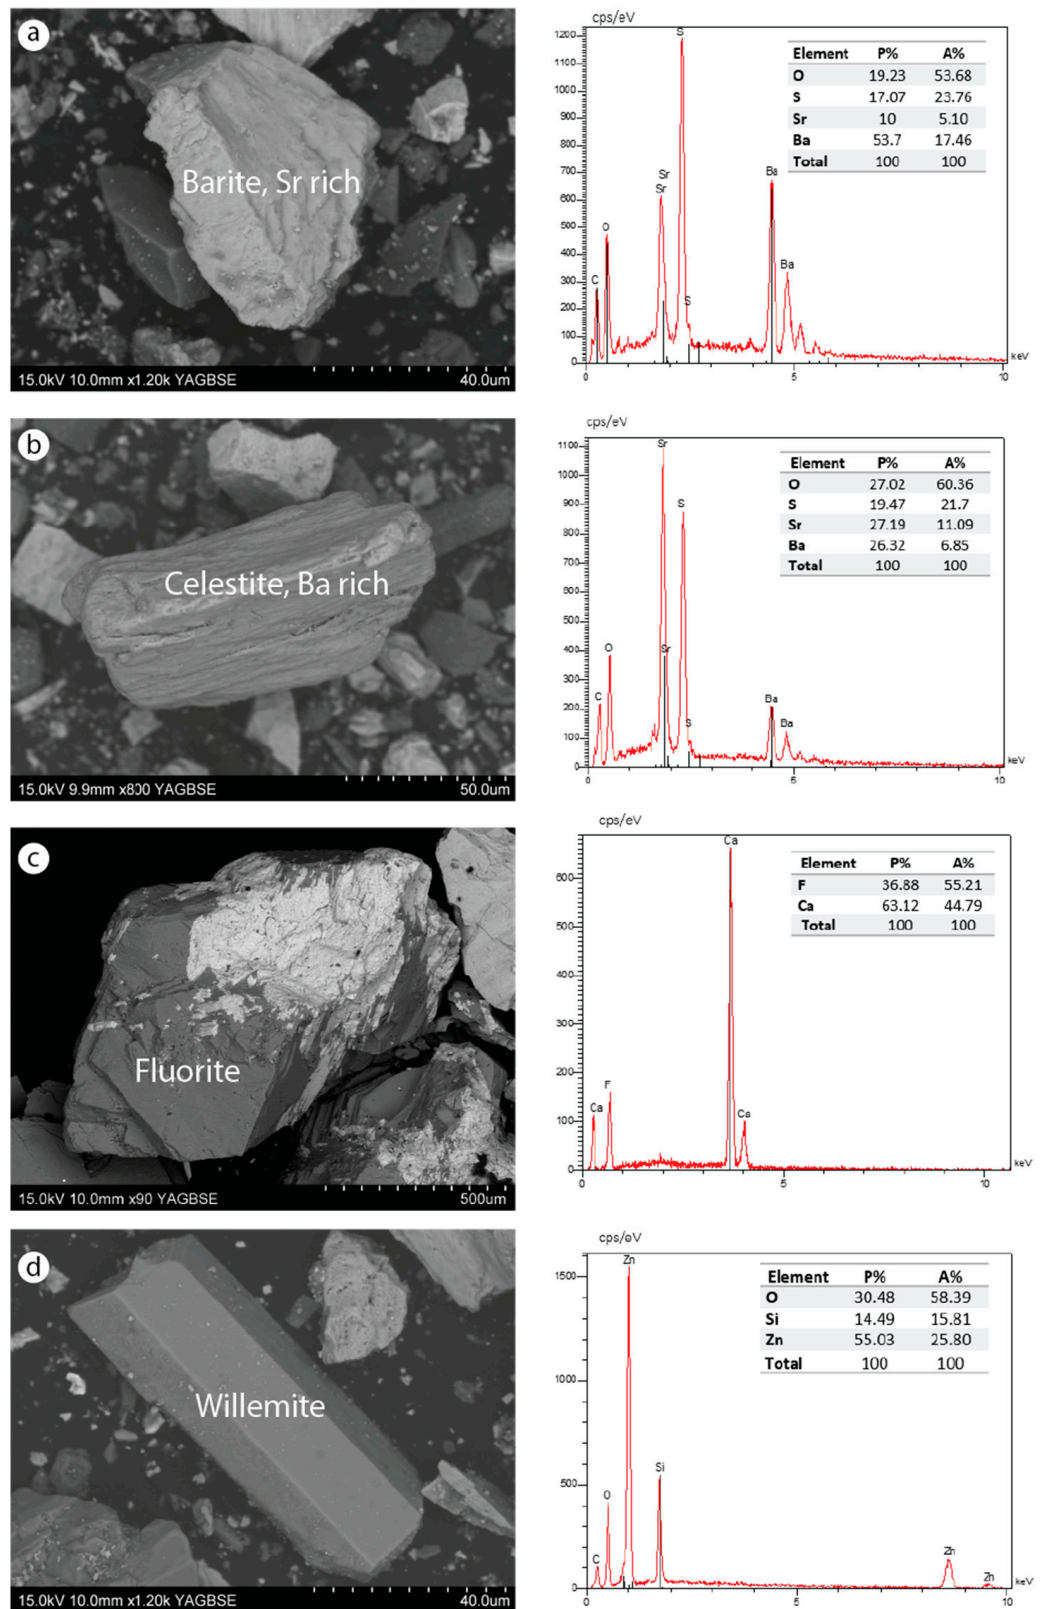 a
Barite, Sr rich
15.0kV 10.0mm x1.20k YAGBSE 40.0um
cps/eV
1200
1100
1000
900
800
700
600
500
400
300
200
100
0
C
O
Sr
Sr
S
S
Ba
Ba
0 5 10
keV
Element P% A%
O 19.23 53.68
S 17.07 23.76
Sr 10 5.10
Ba 53.7 17.46
Total 100 100
b
Celestite, Ba rich
15.0kV 9.9mm x800 YAGBSE 50.0um
cps/eV
1100
1000
900
800
700
600
500
400
300
200
100
0
C
O
Sr
Sr
S
S
Ba
Ba
0 5 10
keV
Element P% A%
O 27.02 60.36
S 19.47 21.7
Sr 27.19 11.09
Ba 26.32 6.85
Total 100 100
c
Fluorite
15.0kV 10.0mm x90 YAGBSE 500um
cps/eV
600
500
400
300
200
100
0
Ca
F
Ca
Ca
0 5 10
keV
Element P% A%
F 36.88 55.21
Ca 63.12 44.79
Total 100 100
d
Willemite
15.0kV 10.0mm x1.20k YAGBSE 40.0um
cps/eV
1500
1000
500
0
C
O
Zn
Si
Zn
Zn
0 5 10
keV
Element P% A%
O 30.48 58.39
Si 14.49 15.81
Zn 55.03 25.80
Total 100 100